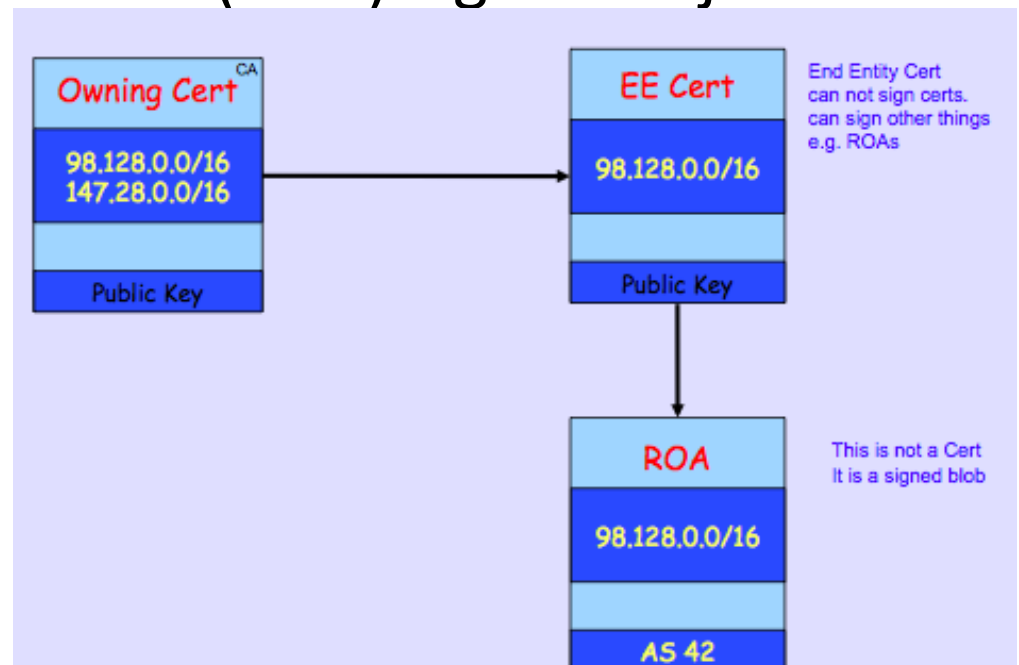 CA
Owning Cert
98.128.0.0/16
147.28.0.0/16
Public Key
EE Cert
98.128.0.0/16
Public Key
End Entity Cert
can not sign certs.
can sign other things
e.g. ROAs
ROA
98.128.0.0/16
AS 42
This is not a Cert
It is a signed blob